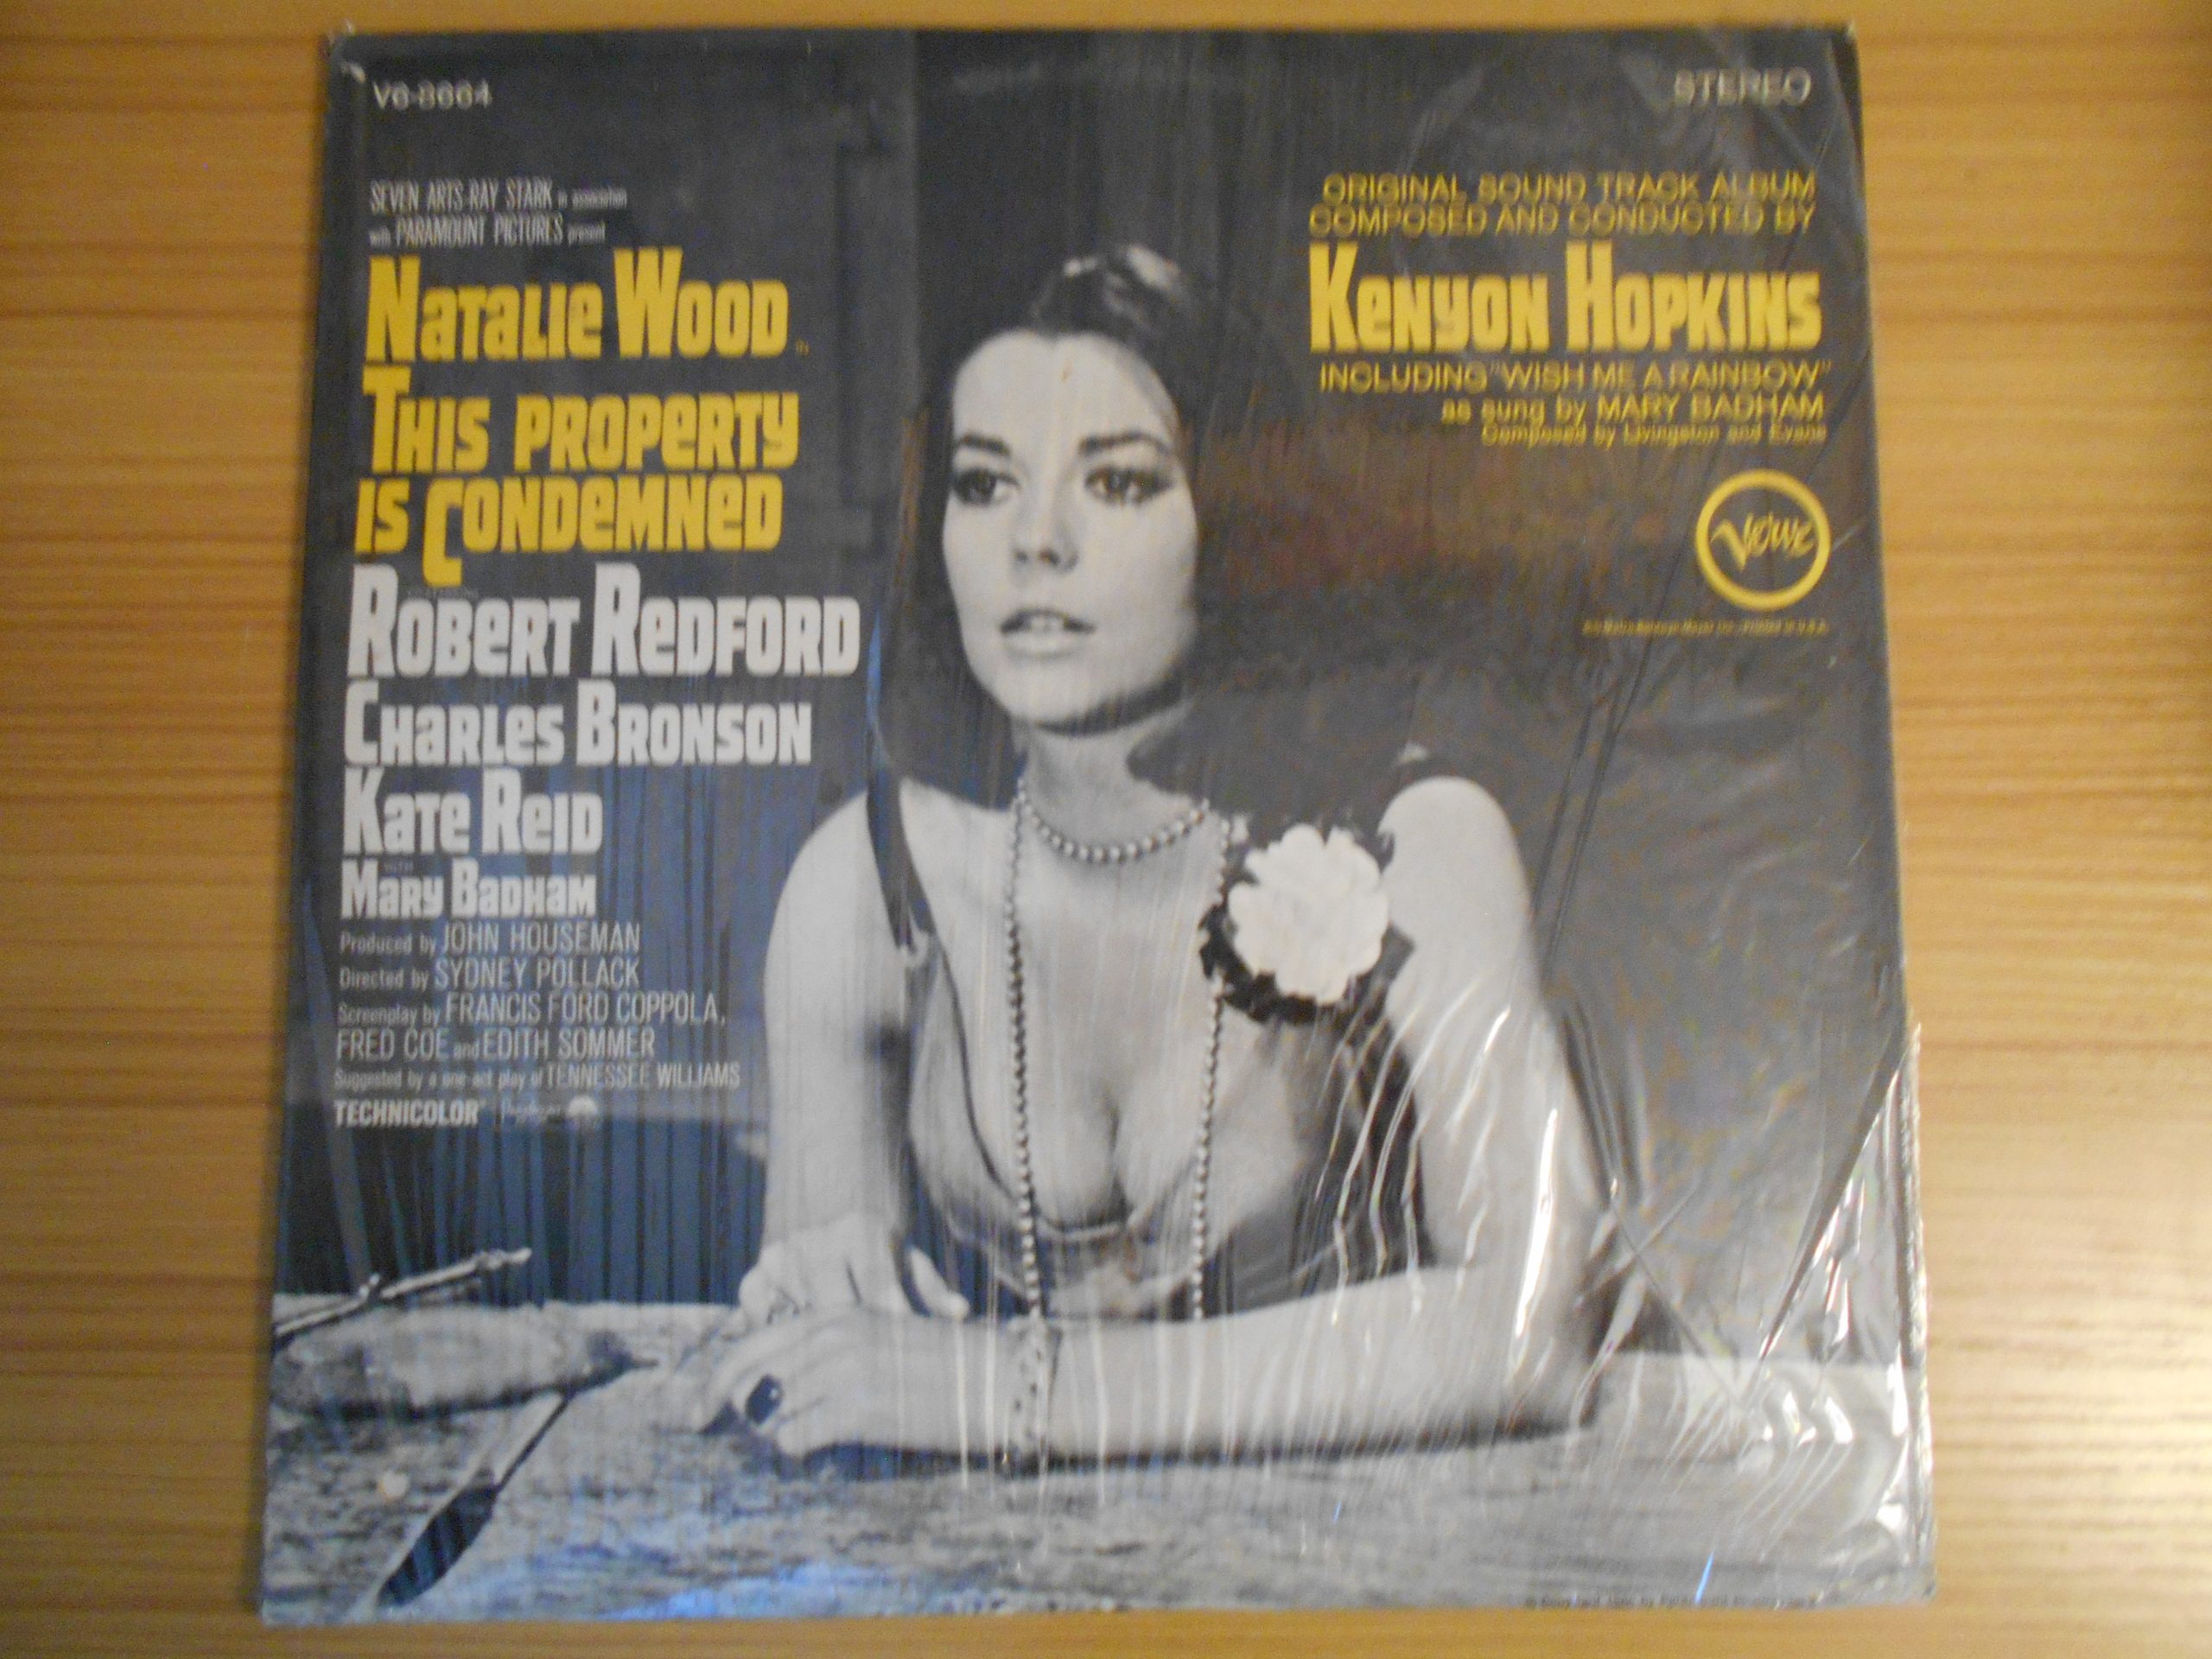 V6-8664
STEREO
SEVEN ARTS-RAY STARK in association
with PARAMOUNT PICTURES present
NATALIE WOOD in
THIS PROPERTY
IS CONDEMNED
ROBERT REDFORD
CHARLES BRONSON
KATE REID
WITH
MARY BADHAM
Produced by JOHN HOUSEMAN
Directed by SYDNEY POLLACK
Screenplay by FRANCIS FORD COPPOLA,
FRED COE and EDITH SOMMER
Suggested by a one-act play of TENNESSEE WILLIAMS
TECHNICOLOR®
ORIGINAL SOUND TRACK ALBUM
COMPOSED AND CONDUCTED BY
KENYON HOPKINS
INCLUDING "WISH ME A RAINBOW"
as sung by MARY BADHAM
Composed by Livingston and Evans
Verve